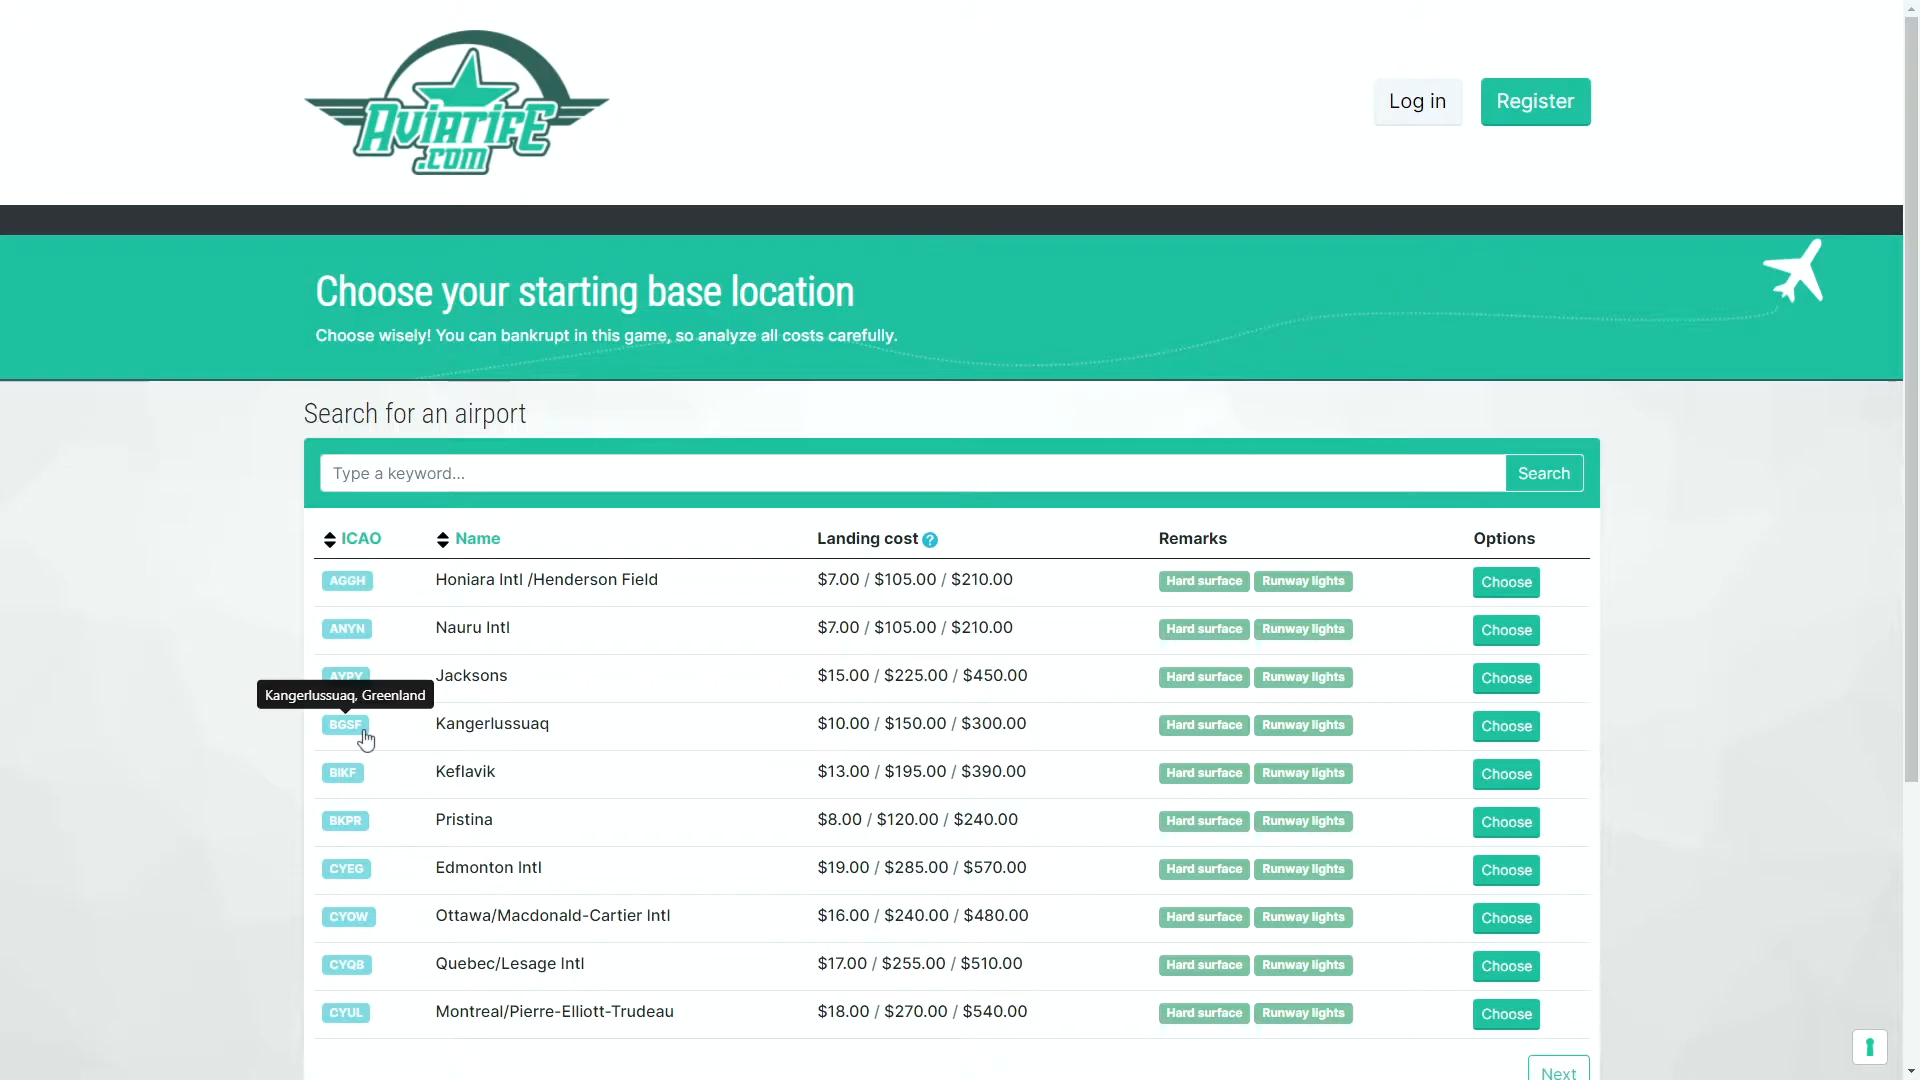 AVIATIFE
.COM
Log in
Register
Choose your starting base location
Choose wisely! You can bankrupt in this game, so analyze all costs carefully.
Search for an airport
Type a keyword...
Search
ICAO Name Landing cost ? Remarks Options
AGGH Honiara Intl /Henderson Field $7.00 / $105.00 / $210.00 Hard surface Runway lights Choose
ANYN Nauru Intl $7.00 / $105.00 / $210.00 Hard surface Runway lights Choose
AYPY Jacksons $15.00 / $225.00 / $450.00 Hard surface Runway lights Choose
Kangerlussuaq, Greenland
BGSF Kangerlussuaq $10.00 / $150.00 / $300.00 Hard surface Runway lights Choose
BIKF Keflavik $13.00 / $195.00 / $390.00 Hard surface Runway lights Choose
BKPR Pristina $8.00 / $120.00 / $240.00 Hard surface Runway lights Choose
CYEG Edmonton Intl $19.00 / $285.00 / $570.00 Hard surface Runway lights Choose
CYOW Ottawa/Macdonald-Cartier Intl $16.00 / $240.00 / $480.00 Hard surface Runway lights Choose
CYQB Quebec/Lesage Intl $17.00 / $255.00 / $510.00 Hard surface Runway lights Choose
CYUL Montreal/Pierre-Elliott-Trudeau $18.00 / $270.00 / $540.00 Hard surface Runway lights Choose
Next